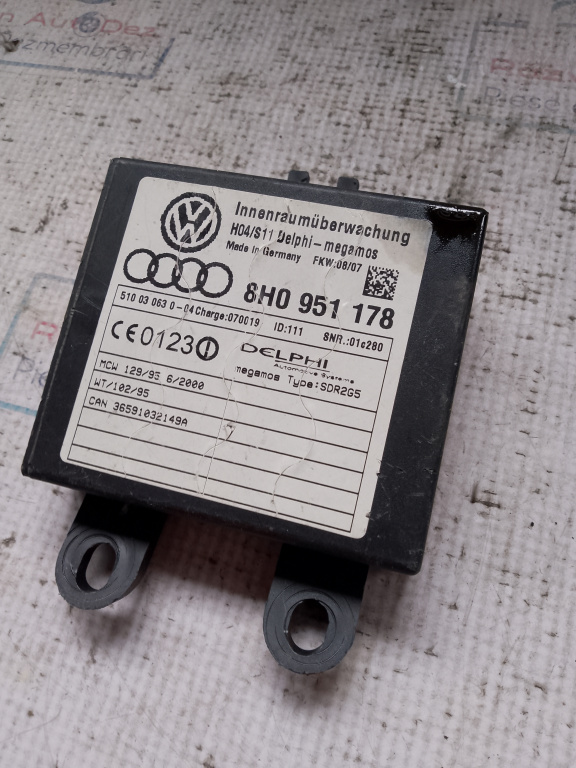 AutoDez
zmembrări
Innenraumüberwachung
H04/S11 Delphi-megamos
Made in Germany FKW:08/07
8H0 951 178
510 03 063 0-04 Charge:070019 ID:111 SNR.:01c280
CE0123
DELPHI
Automotive Systems
megamos Type:SDR2G5
MCW 129/95 6/2000
WT/102/95
CAN 36591032149A